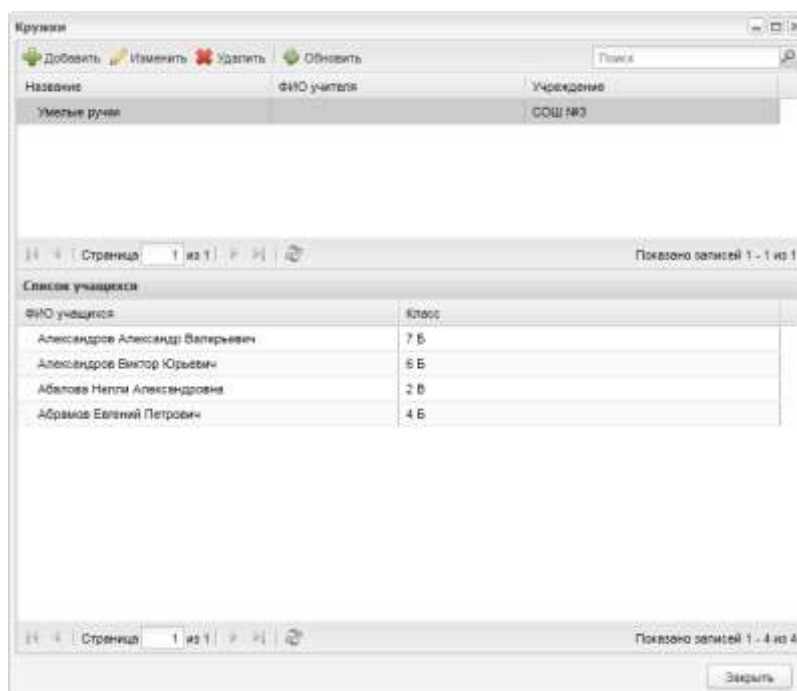 Кружки
Добавить Изменить Удалить Обновить Поиск
Название ФИО учителя Учреждение
Умелые ручки СОШ №3
Страница 1 из 1 Показано записей 1 - 1 из 1
Список учащихся
ФИО учащихся Класс
Александров Александр Валерьевич 7 Б
Александров Виктор Юрьевич 6 Б
Абалова Нелли Александровна 2 В
Абрамов Евгений Петрович 4 Б
Страница 1 из 1 Показано записей 1 - 4 из 4
Закрыть